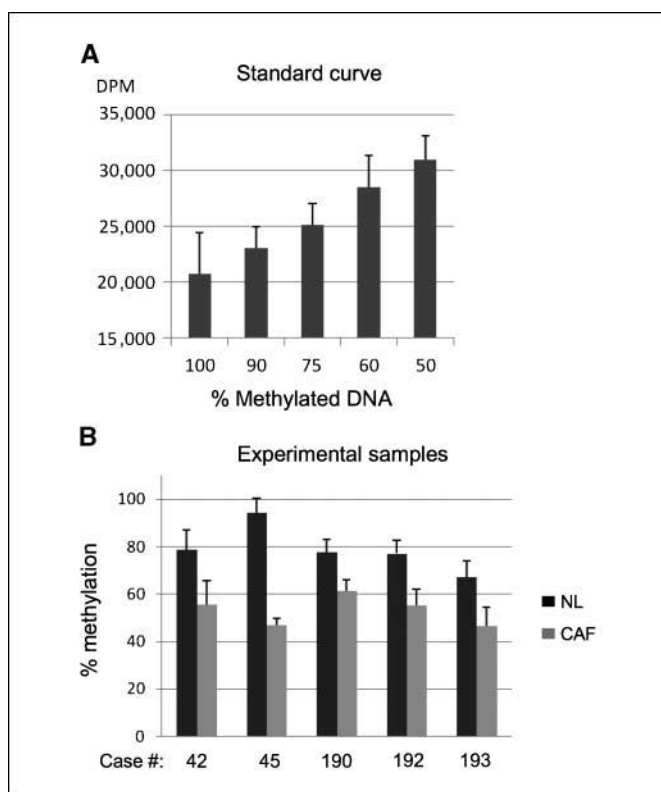 A
Standard curve
DPM
35,000
30,000
25,000
20,000
15,000
100 90 75 60 50
% Methylated DNA
B
Experimental samples
% methylation
100
80
60
40
20
0
NL
CAF
Case #: 42 45 190 192 193